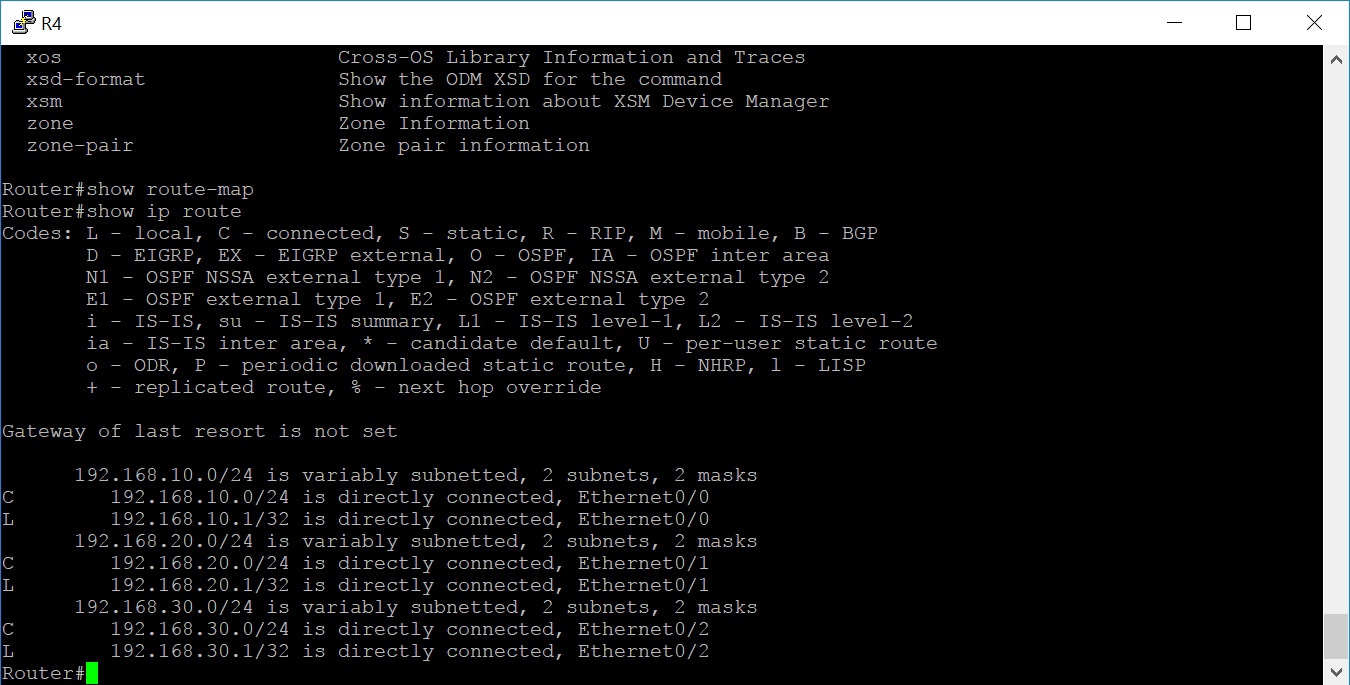 R4
xos                       Cross-OS Library Information and Traces
xsd-format                Show the ODM XSD for the command
xsm                       Show information about XSM Device Manager
zone                      Zone Information
zone-pair                 Zone pair information
Router#show route-map
Router#show ip route
Codes: L - local, C - connected, S - static, R - RIP, M - mobile, B - BGP
       D - EIGRP, EX - EIGRP external, O - OSPF, IA - OSPF inter area
       N1 - OSPF NSSA external type 1, N2 - OSPF NSSA external type 2
       E1 - OSPF external type 1, E2 - OSPF external type 2
       i - IS-IS, su - IS-IS summary, L1 - IS-IS level-1, L2 - IS-IS level-2
       ia - IS-IS inter area, * - candidate default, U - per-user static route
       o - ODR, P - periodic downloaded static route, H - NHRP, l - LISP
       + - replicated route, % - next hop override
Gateway of last resort is not set
      192.168.10.0/24 is variably subnetted, 2 subnets, 2 masks
C        192.168.10.0/24 is directly connected, Ethernet0/0
L        192.168.10.1/32 is directly connected, Ethernet0/0
      192.168.20.0/24 is variably subnetted, 2 subnets, 2 masks
C        192.168.20.0/24 is directly connected, Ethernet0/1
L        192.168.20.1/32 is directly connected, Ethernet0/1
      192.168.30.0/24 is variably subnetted, 2 subnets, 2 masks
C        192.168.30.0/24 is directly connected, Ethernet0/2
L        192.168.30.1/32 is directly connected, Ethernet0/2
Router#